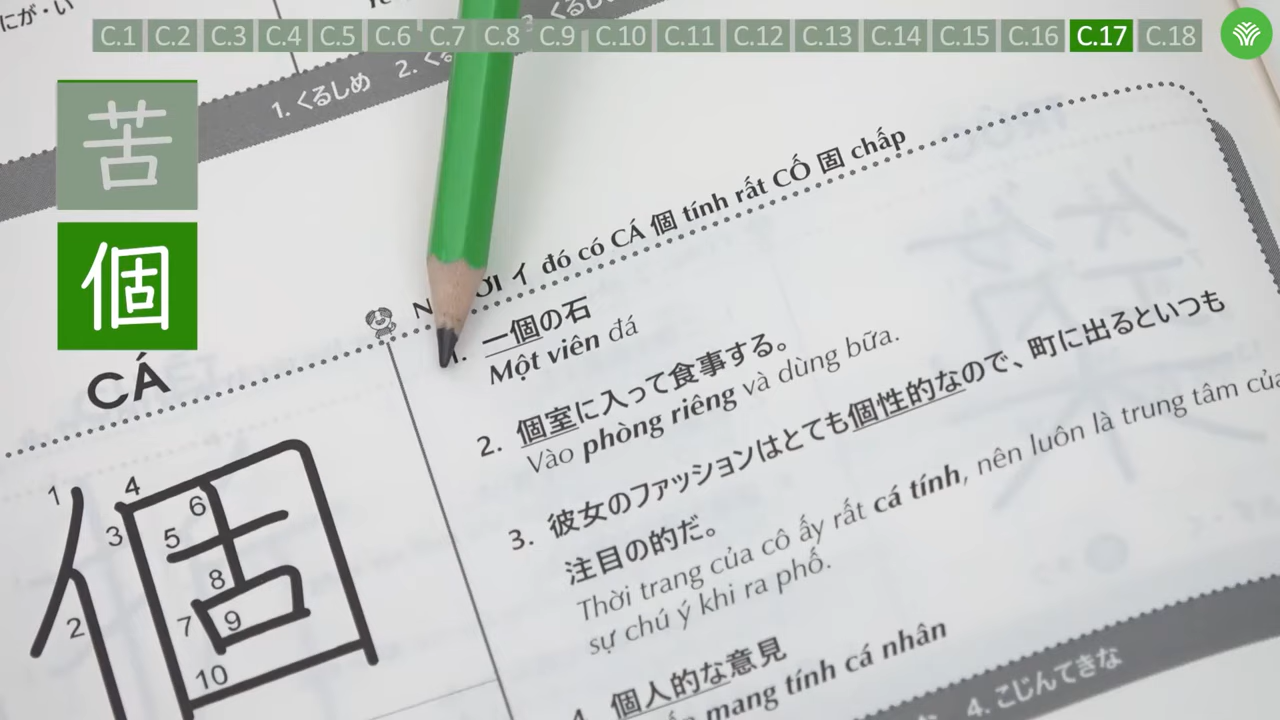 C.1 C.2 C.3 C.4 C.5 C.6 C.7 C.8 C.9 C.10 C.11 C.12 C.13 C.14 C.15 C.16 C.17 C.18
にが・い
1. くるしめ 2.
苦
個
đó có CÁ 個 tính rất CỐ 固 chấp
CÁ
1 2 3 4 5 6 7 8 9 10
1. 一個の石
Một viên đá
2. 個室に入って食事する。
Vào phòng riêng và dùng bữa.
3. 彼女のファッションはとても個性的なので、町に出るといつも
注目の的だ。
Thời trang của cô ấy rất cá tính, nên luôn là trung tâm của
sự chú ý khi ra phố.
4. 個人的な意見
mang tính cá nhân
4. こじんてきな